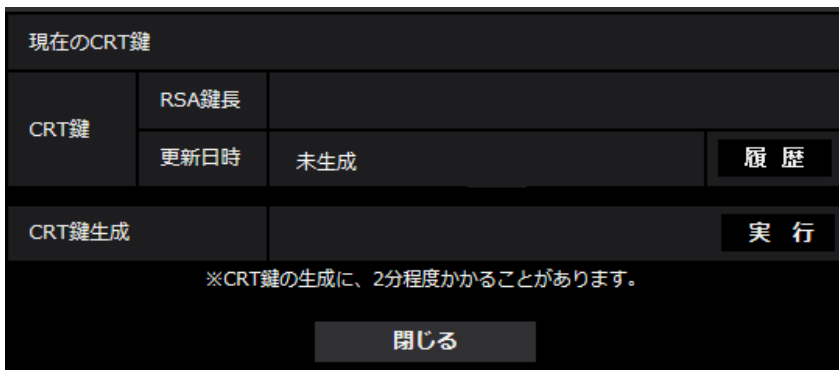 現在のCRT鍵
CRT鍵
RSA鍵長
更新日時
未生成
履 歴
CRT鍵生成
実 行
※CRT鍵の生成に、2分程度かかることがあります。
閉じる